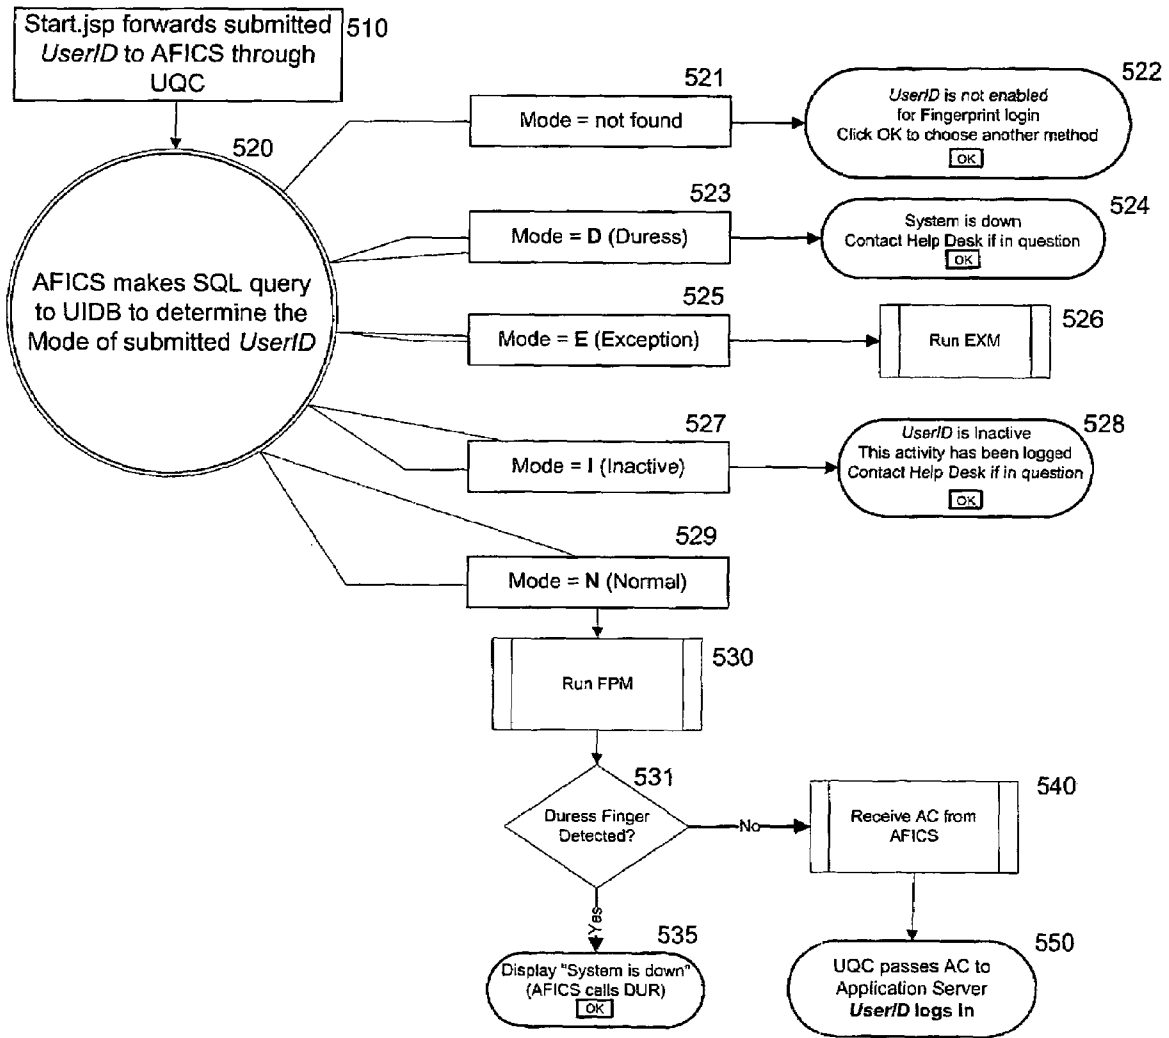 Start.jsp forwards submitted
UserID to AFICS through
UQC
510
520
AFICS makes SQL query
to UIDB to determine the
Mode of submitted UserID
521
Mode = not found
522
UserID is not enabled
for Fingerprint login
Click OK to choose another method
OK
523
Mode = D (Duress)
524
System is down
Contact Help Desk if in question
OK
525
Mode = E (Exception)
526
Run EXM
527
Mode = I (Inactive)
528
UserID is Inactive
This activity has been logged
Contact Help Desk if in question
OK
529
Mode = N (Normal)
530
Run FPM
531
Duress Finger
Detected?
No
540
Receive AC from
AFICS
Yes
535
Display "System is down"
(AFICS calls DUR)
OK
550
UQC passes AC to
Application Server
UserID logs In